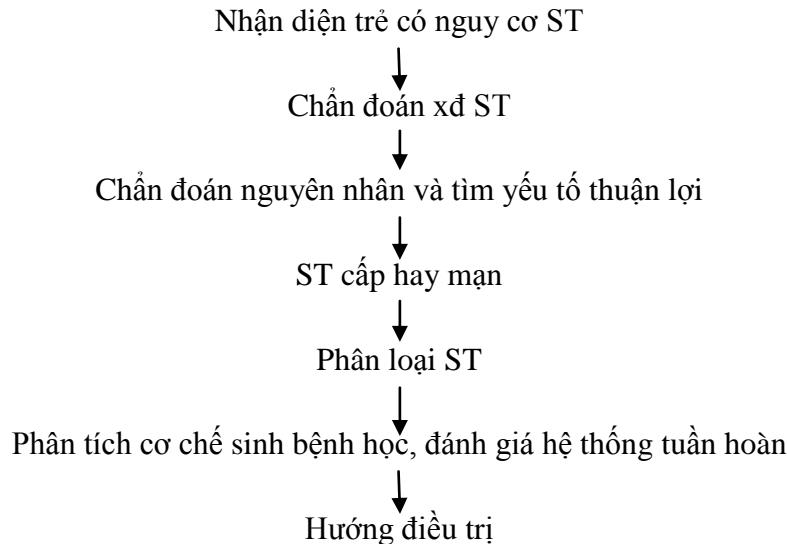 Nhận diện trẻ có nguy cơ ST
Chẩn đoán xđ ST
Chẩn đoán nguyên nhân và tìm yếu tố thuận lợi
ST cấp hay mạn
Phân loại ST
Phân tích cơ chế sinh bệnh học, đánh giá hệ thống tuần hoàn
Hướng điều trị